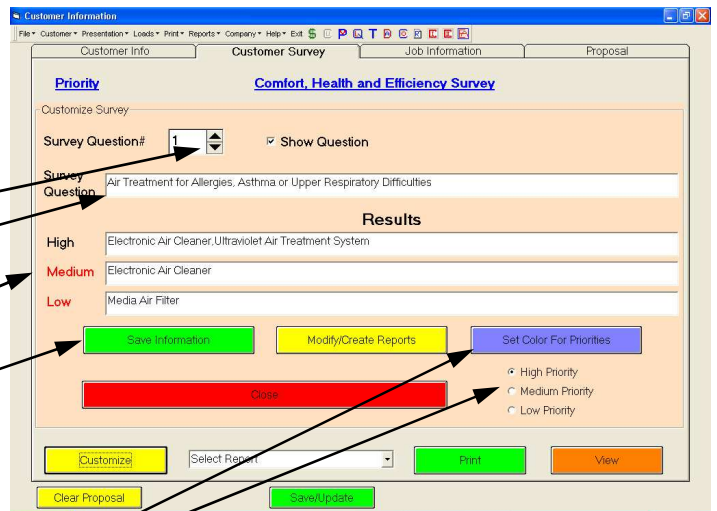 Customer Information
File Customer Presentation Loads Print Reports Company Help Exit
Customer Info Customer Survey Job Information Proposal
Priority Comfort, Health and Efficiency Survey
Customize Survey
Survey Question# 1 Show Question
Survey Question Air Treatment for Allergies, Asthma or Upper Respiratory Difficulties
Results
High Electronic Air Cleaner,Ultraviolet Air Treatment System
Medium Electronic Air Cleaner
Low Media Air Filter
Save Information Modify/Create Reports Set Color For Priorities
High Priority
Close Medium Priority
Low Priority
Customize Select Report Print View
Clear Proposal Save/Update